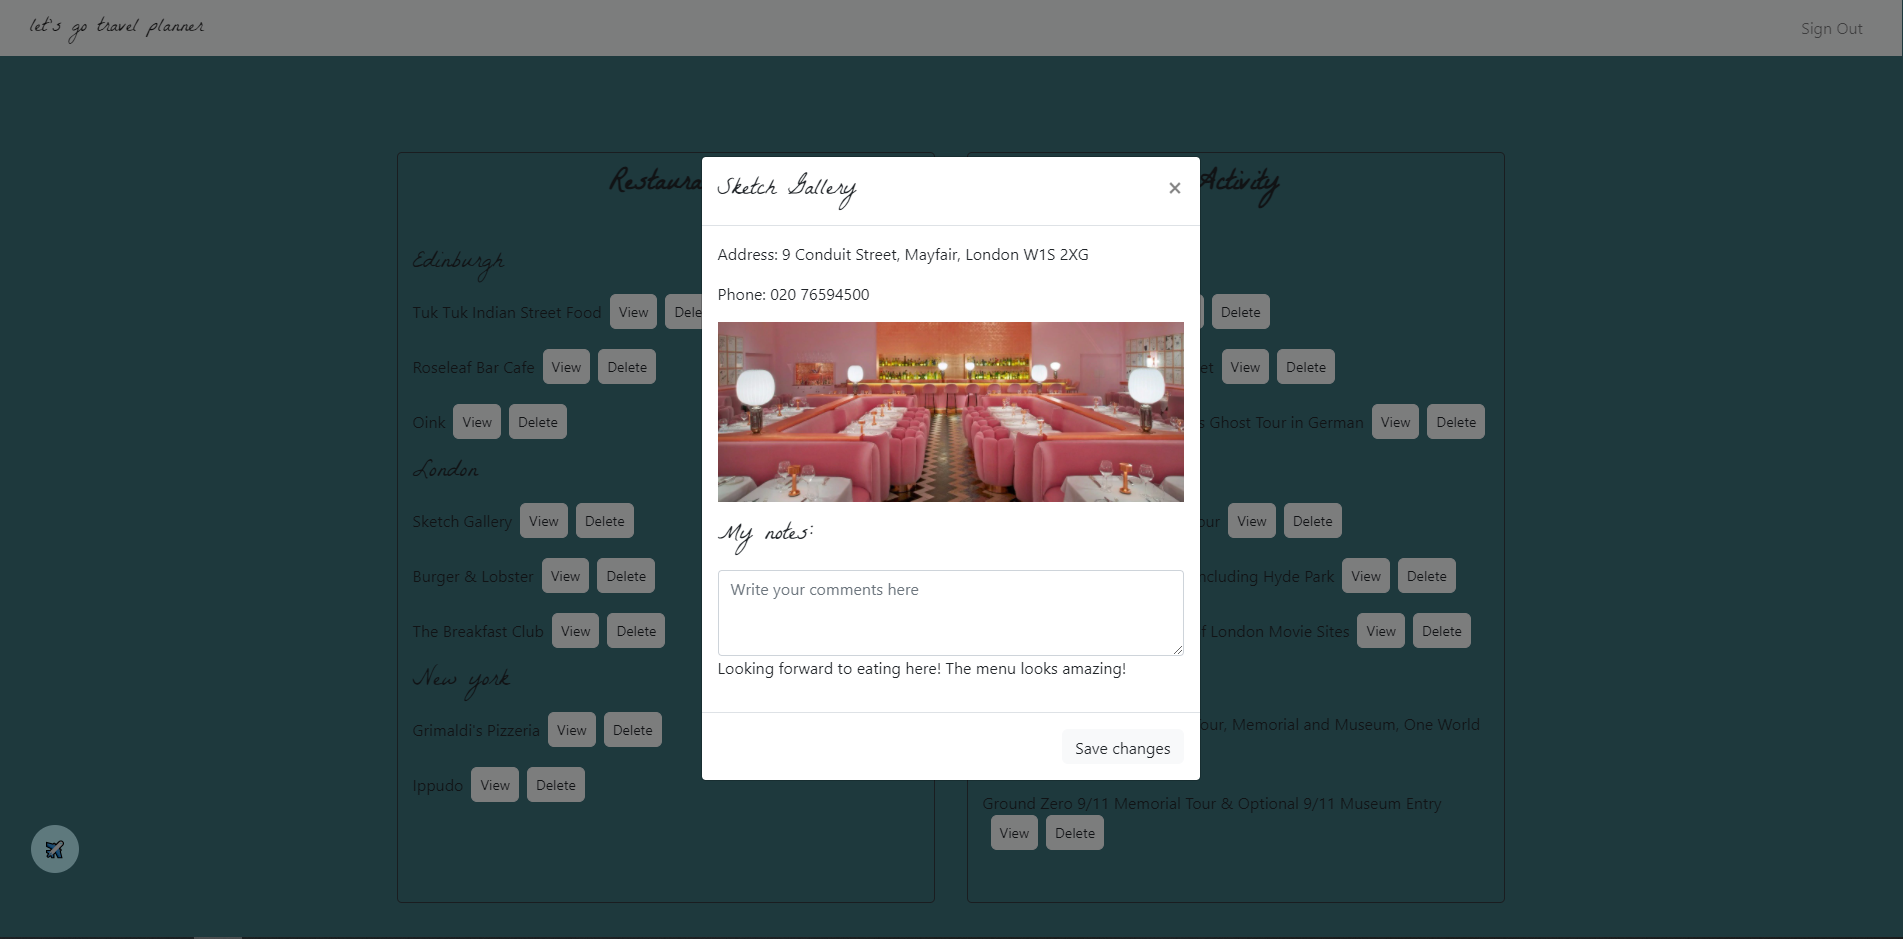 let's go travel planner
Sign Out
Restaura
Edinburgh
Tuk Tuk Indian Street Food View Dele
Roseleaf Bar Cafe View Delete
Oink View Delete
London
Sketch Gallery View Delete
Burger & Lobster View Delete
The Breakfast Club View Delete
New york
Grimaldi's Pizzeria View Delete
Ippudo View Delete
Sketch Gallery ×
Address: 9 Conduit Street, Mayfair, London W1S 2XG
Phone: 020 76594500
My notes:
Write your comments here
Looking forward to eating here! The menu looks amazing!
Save changes
Activity
Delete
et View Delete
s Ghost Tour in German View Delete
our View Delete
ncluding Hyde Park View Delete
f London Movie Sites View Delete
our, Memorial and Museum, One World
Ground Zero 9/11 Memorial Tour & Optional 9/11 Museum Entry
View Delete